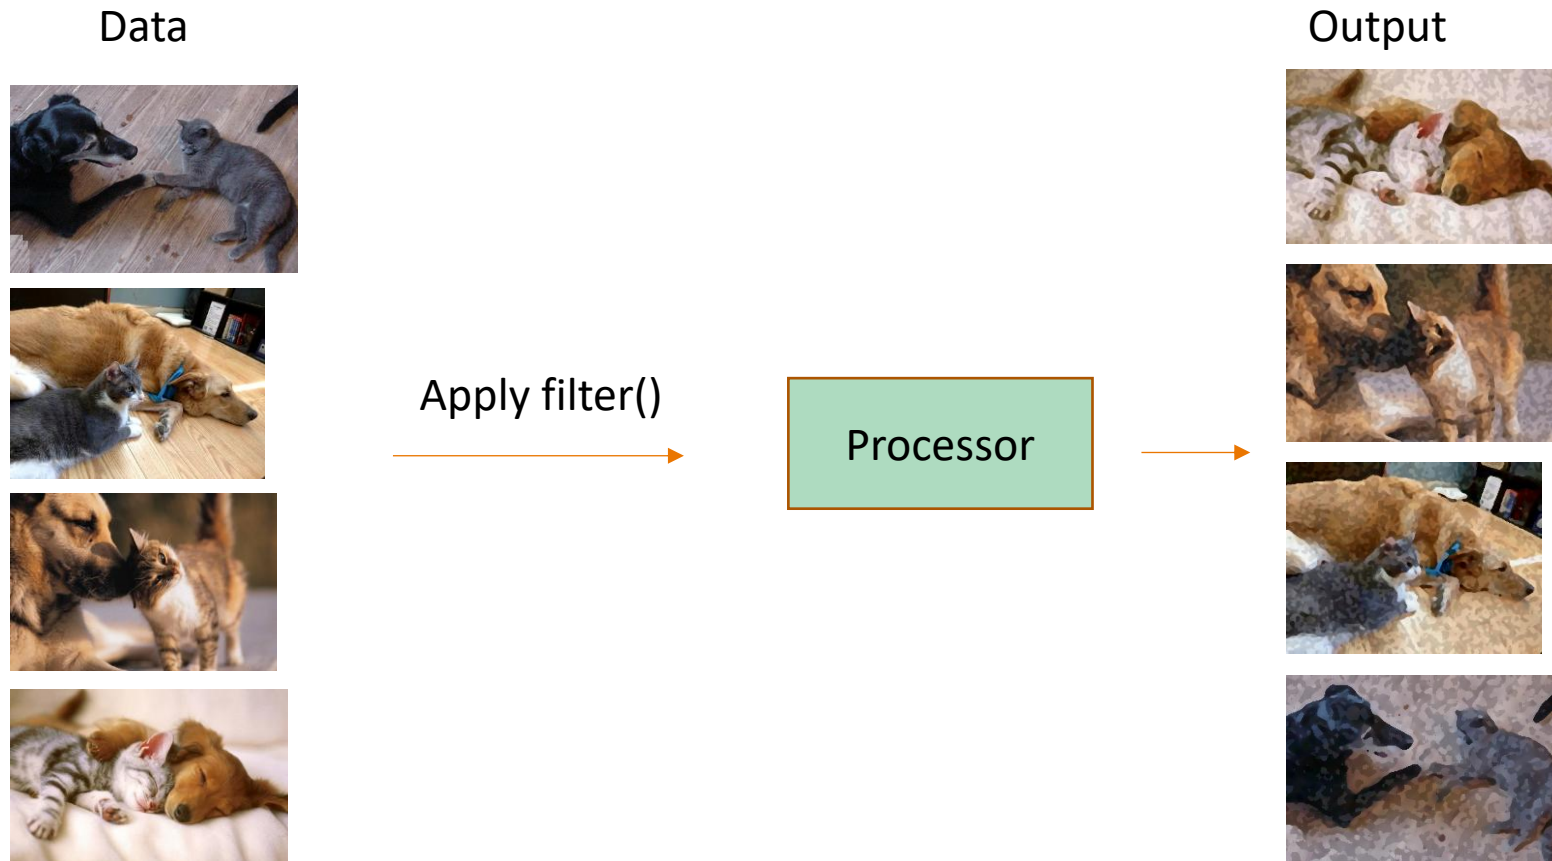 Data
Output
Apply filter()
Processor